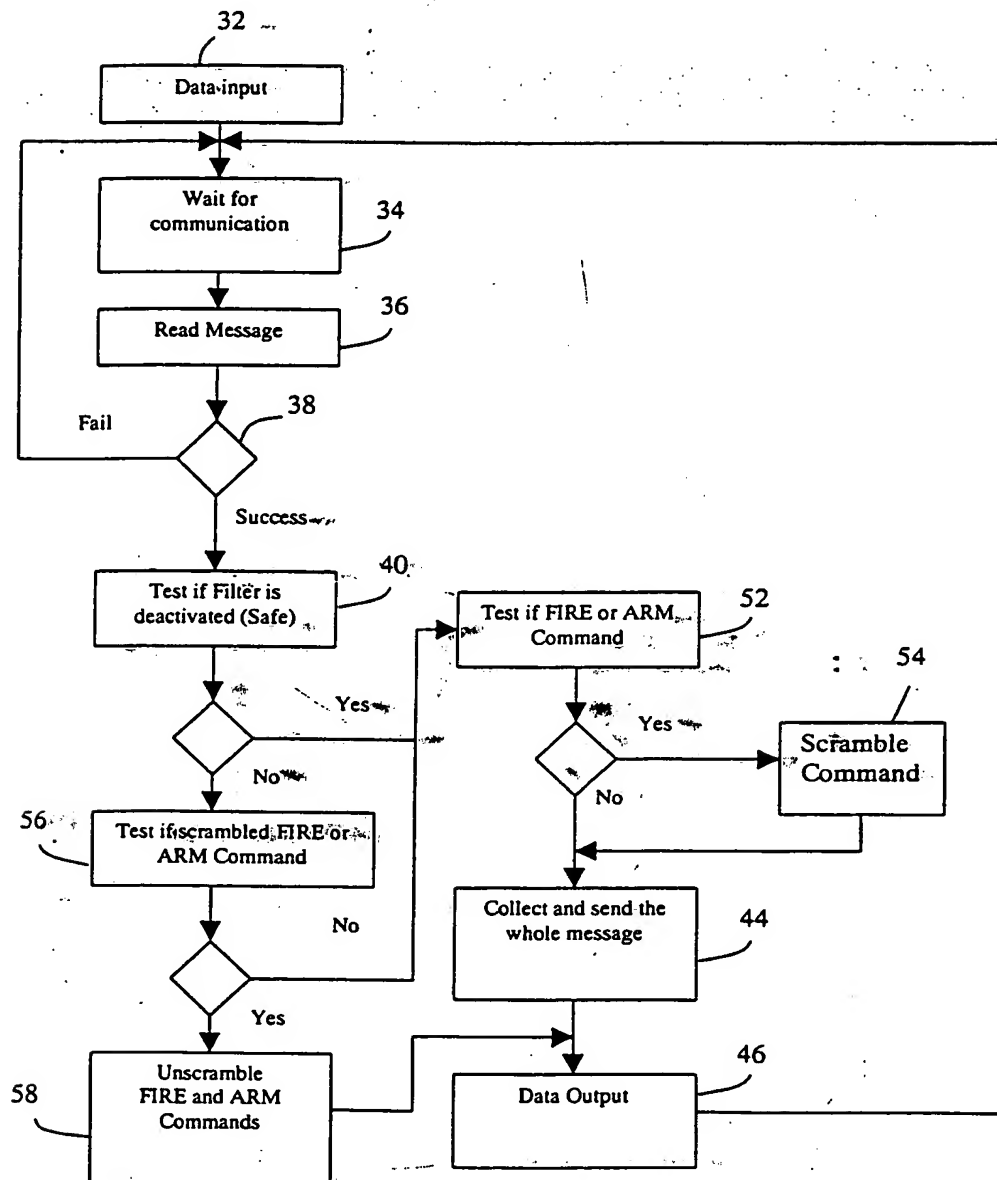 32
Data input
Wait for
communication
34
Read Message
36
38
Fail
Success
Test if Filter is
deactivated (Safe)
40
Test if FIRE or ARM
Command
52
54
Yes
Yes
Scramble
Command
No
No
56
Test if scrambled FIRE or
ARM Command
No
Collect and send the
whole message
44
Yes
Unscramble
FIRE and ARM
Commands
58
Data Output
46